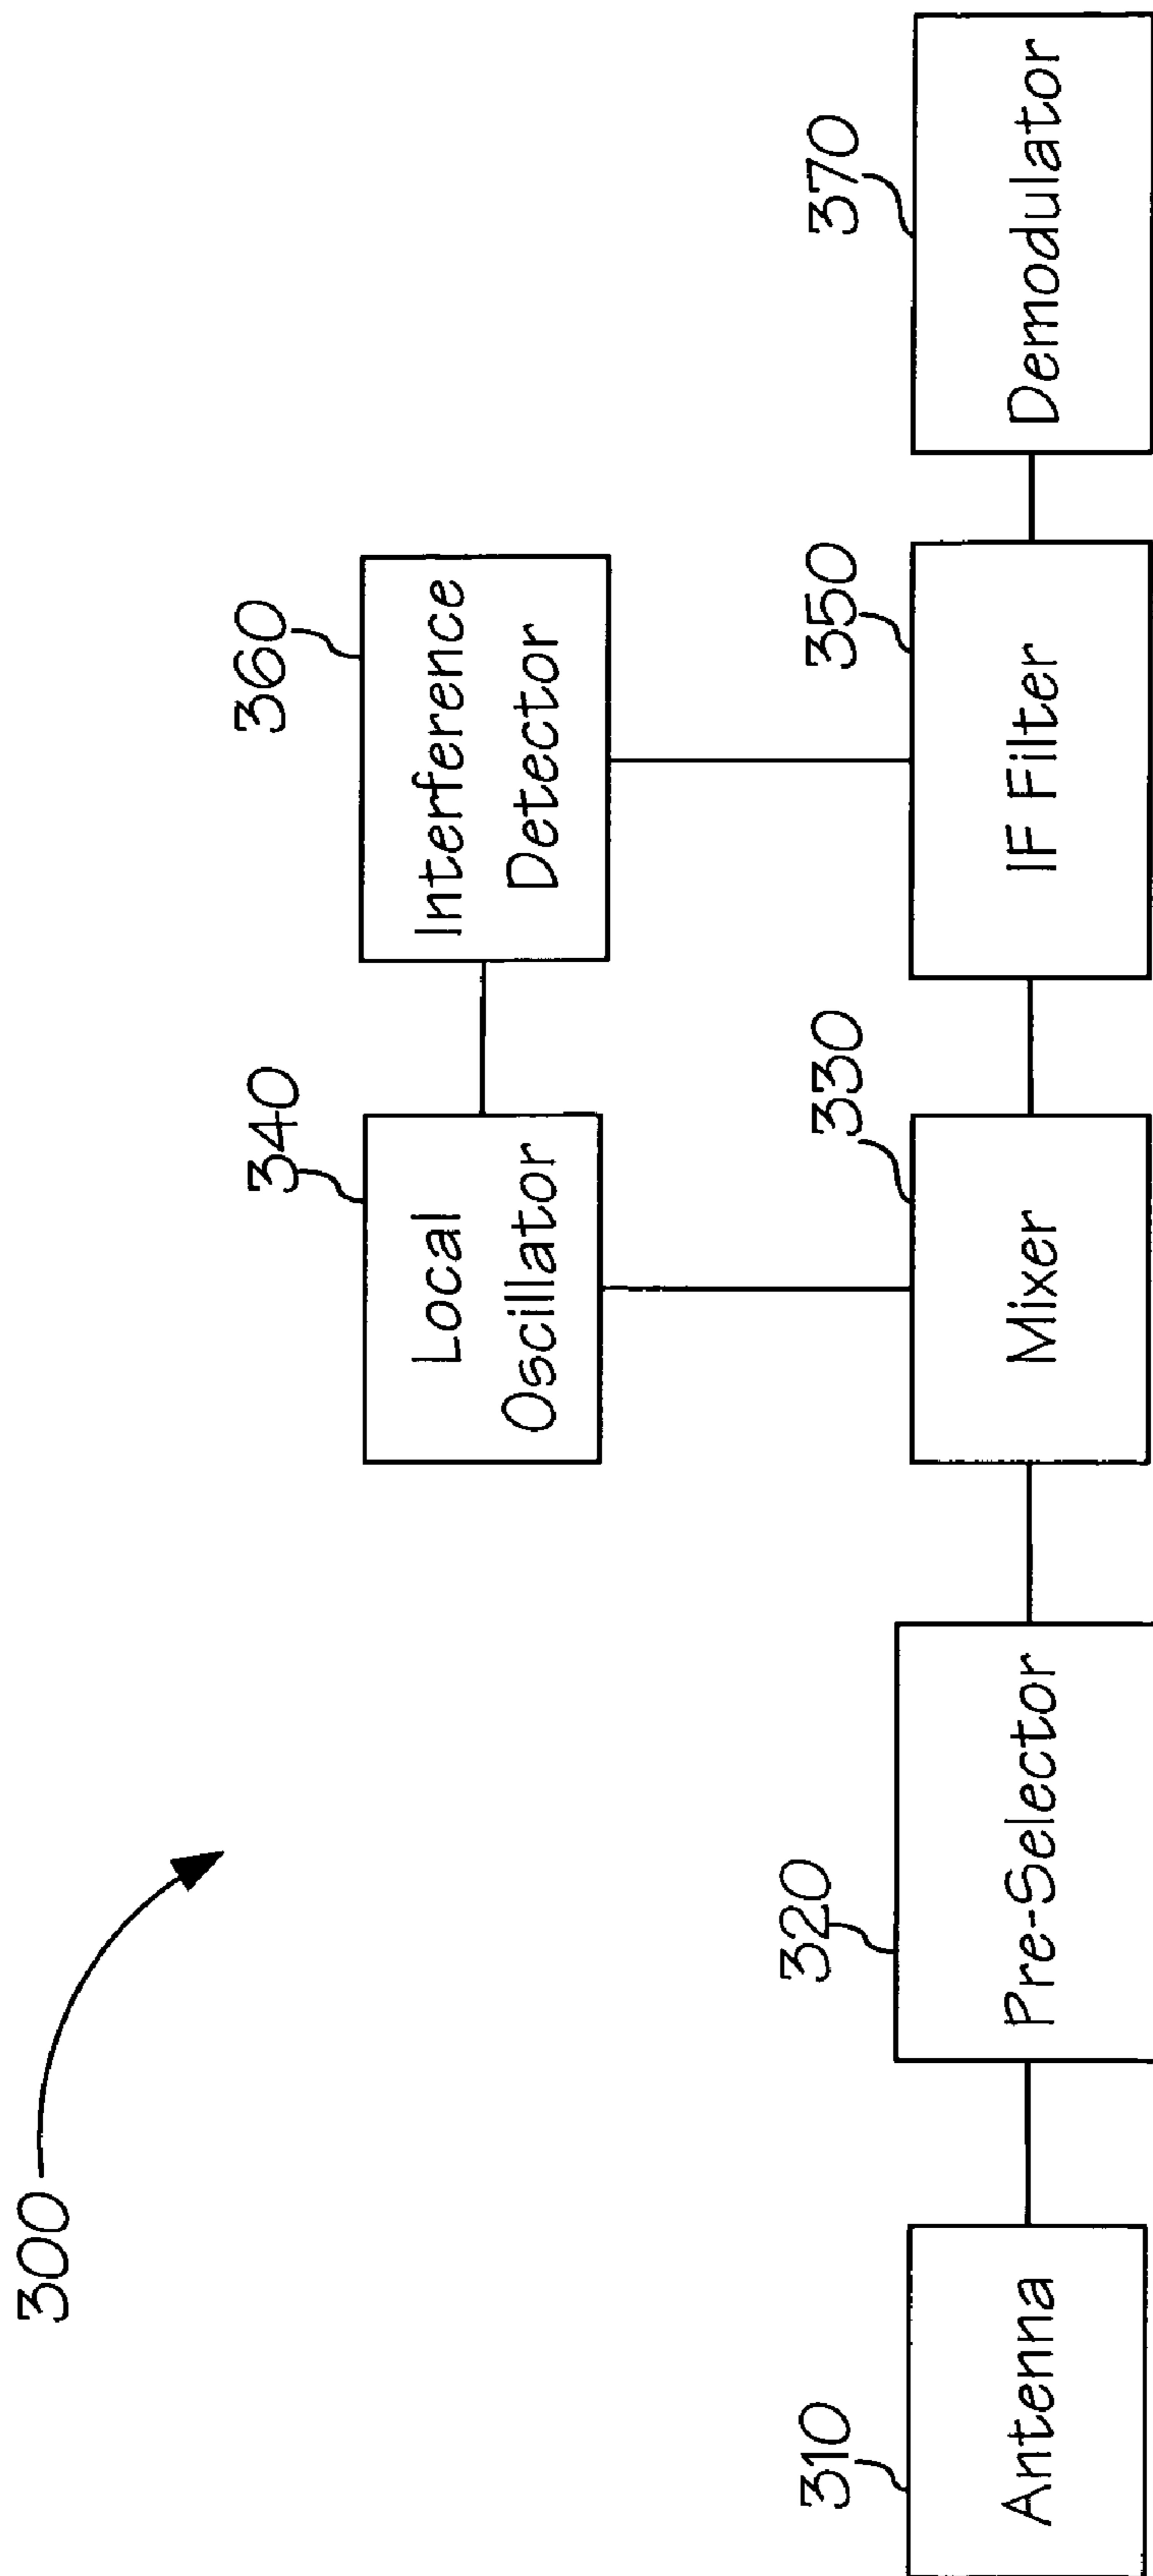 300
340
Local
Oscillator
360
Interference
Detector
310
Antenna
320
Pre-Selector
330
Mixer
350
IF Filter
370
Demodulator